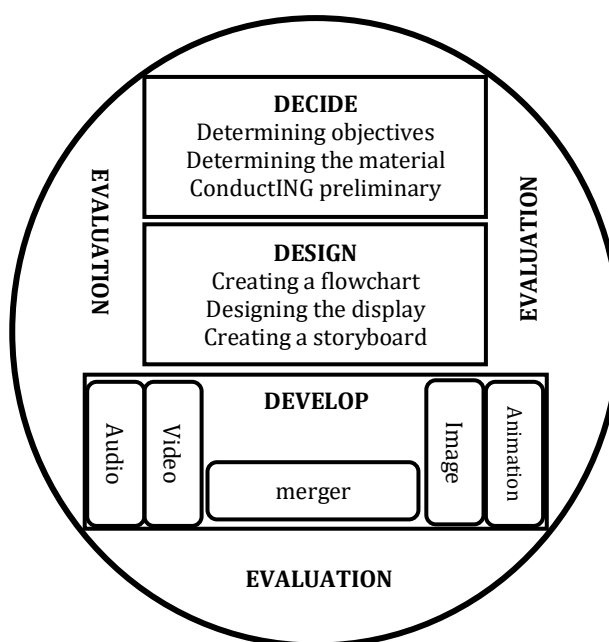 DECIDE
Determining objectives
Determining the material
ConductING preliminary
EVALUATION
EVALUATION
DESIGN
Creating a flowchart
Designing the display
Creating a storyboard
DEVELOP
Audio
Video
merger
Image
Animation
EVALUATION